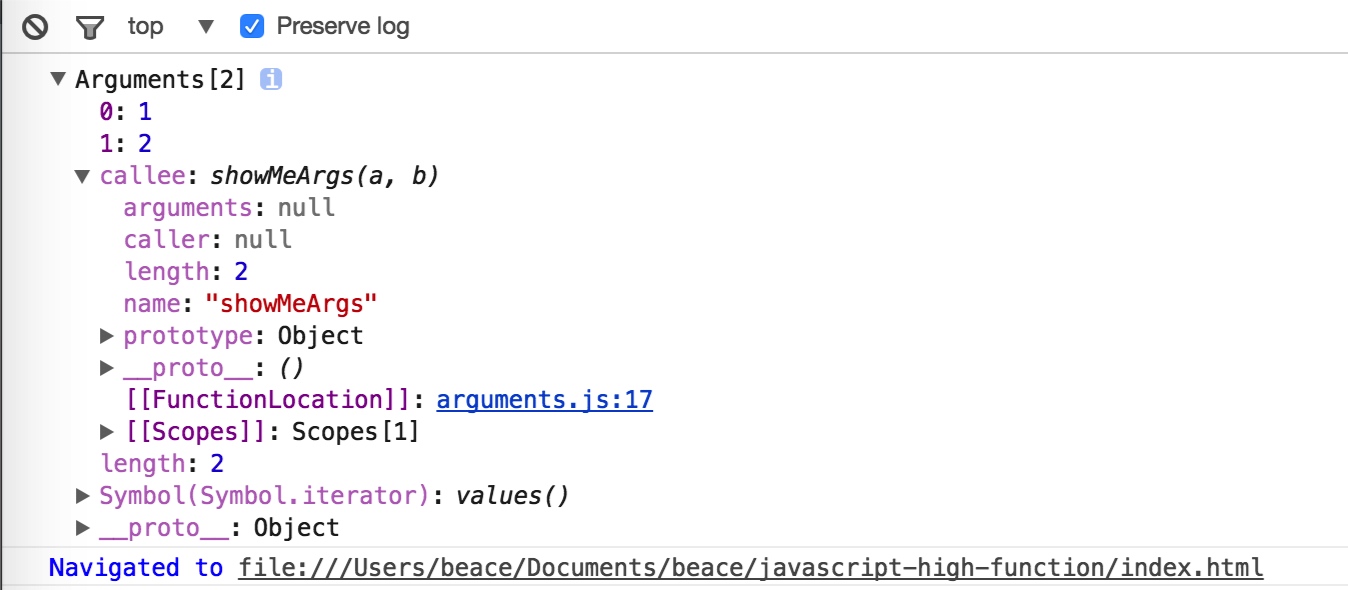 top Preserve log
Arguments[2] i
0: 1
1: 2
callee: showMeArgs(a, b)
arguments: null
caller: null
length: 2
name: "showMeArgs"
prototype: Object
__proto__: ()
[[FunctionLocation]]: arguments.js:17
[[Scopes]]: Scopes[1]
length: 2
Symbol(Symbol.iterator): values()
__proto__: Object
Navigated to file:///Users/beace/Documents/beace/javascript-high-function/index.html